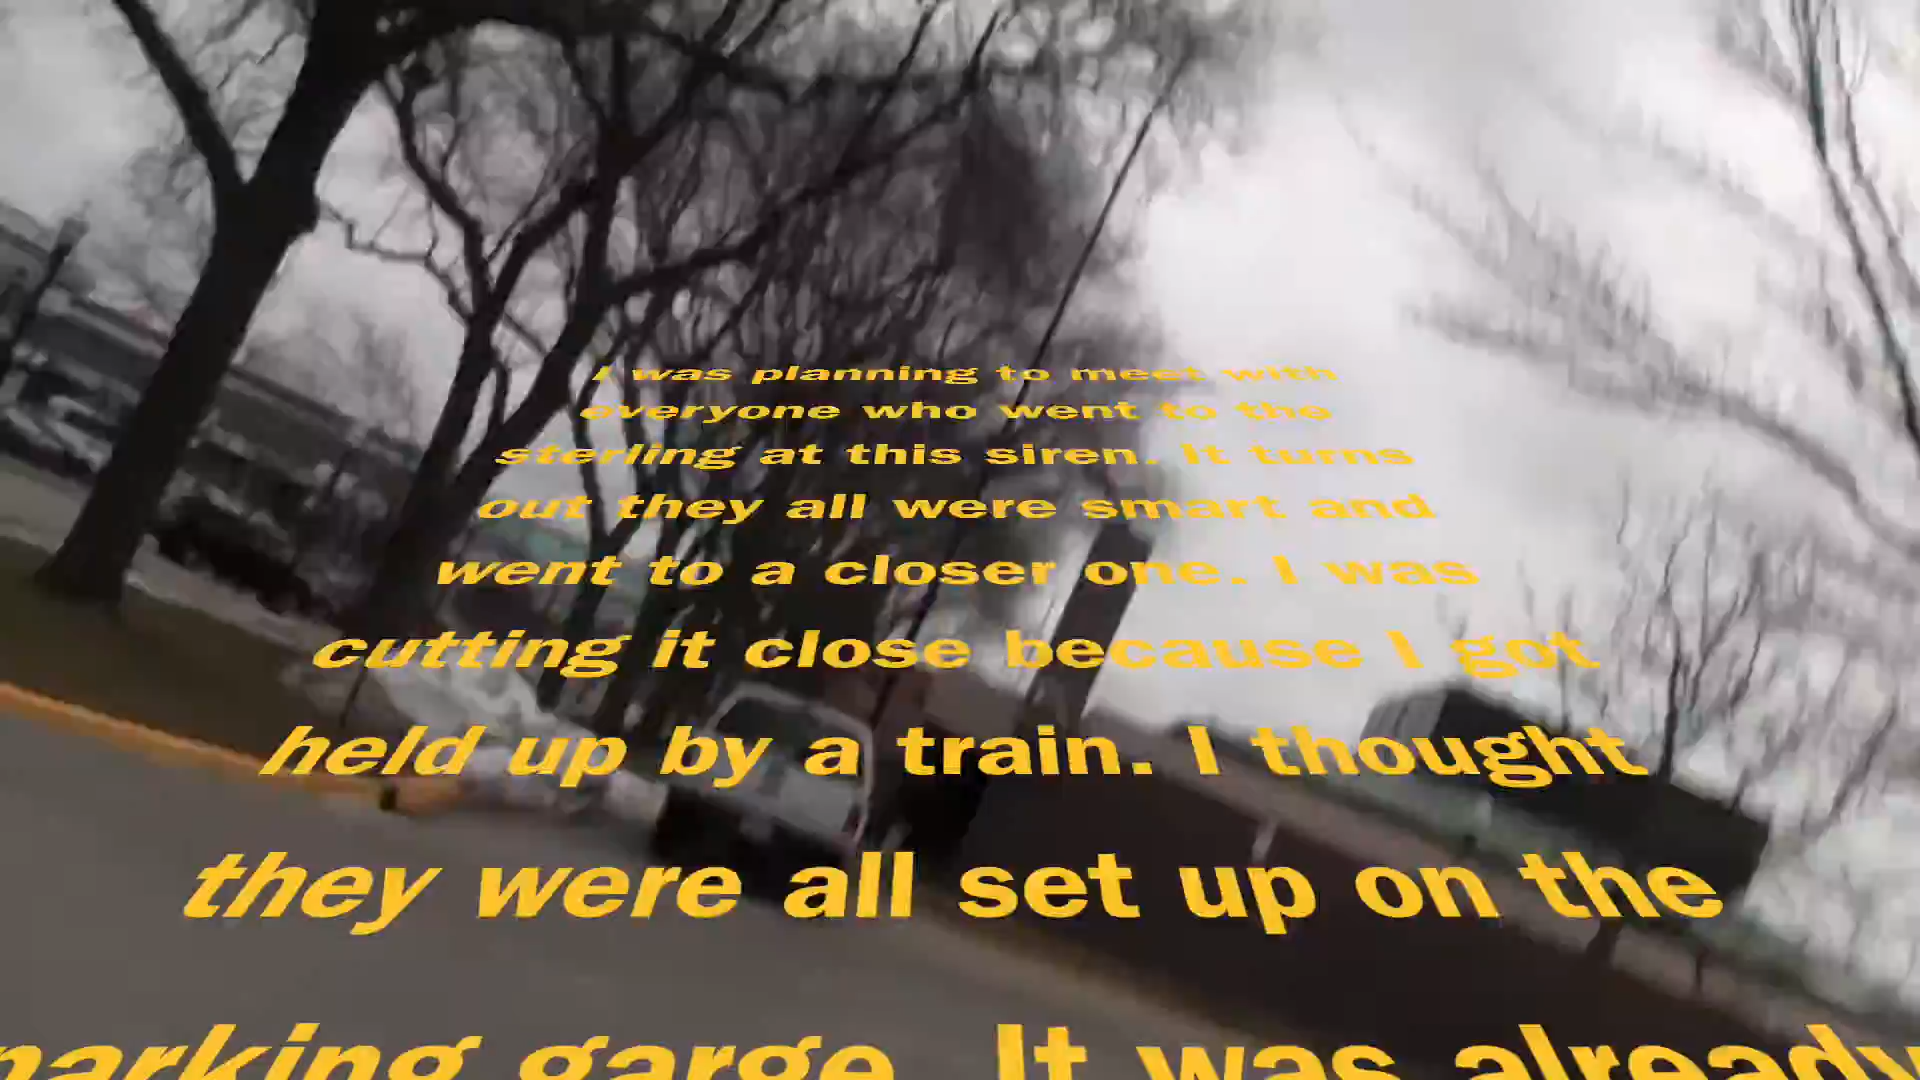 I was planning to meet with
everyone who went to the
sterling at this siren. It turns
out they all were smart and
went to a closer one. I was
cutting it close because I got
held up by a train. I thought
they were all set up on the
parking garge. It was already